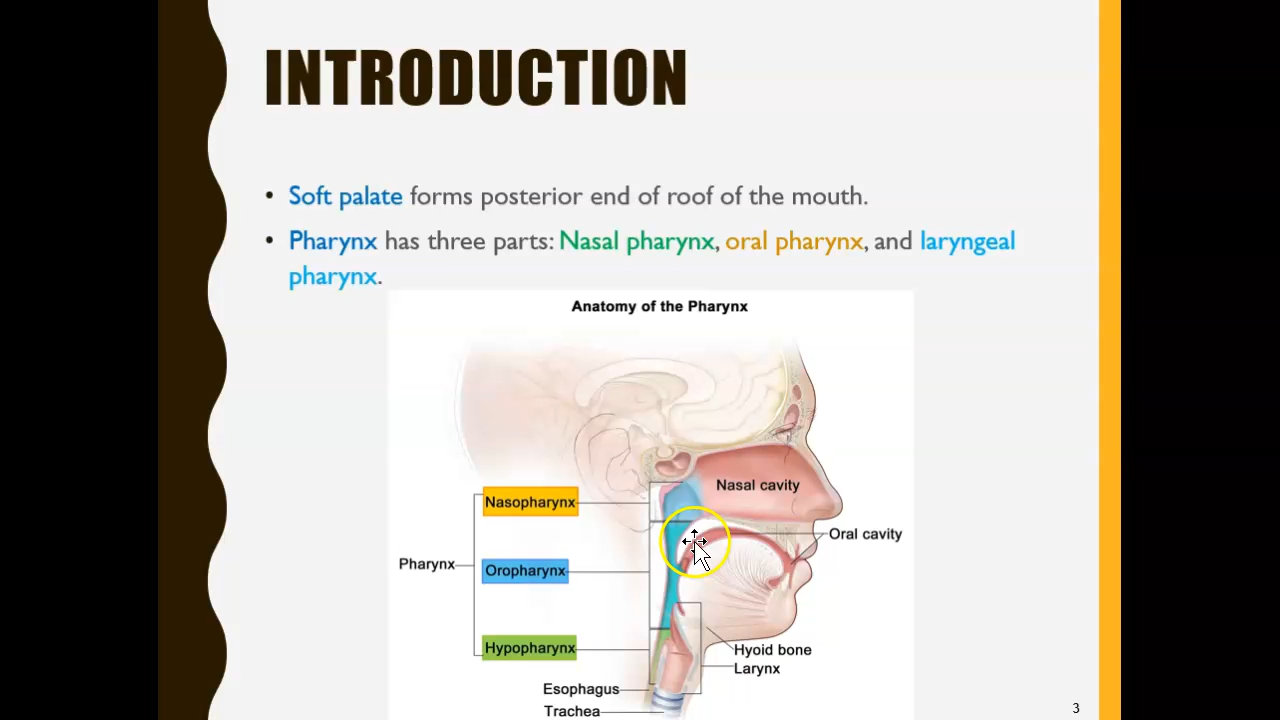 INTRODUCTION
• Soft palate forms posterior end of roof of the mouth.
• Pharynx has three parts: Nasal pharynx, oral pharynx, and laryngeal
pharynx.
Anatomy of the Pharynx
Nasal cavity
Nasopharynx
Oral cavity
Pharynx
Oropharynx
Hypopharynx
Hyoid bone
Larynx
Esophagus
Trachea
3